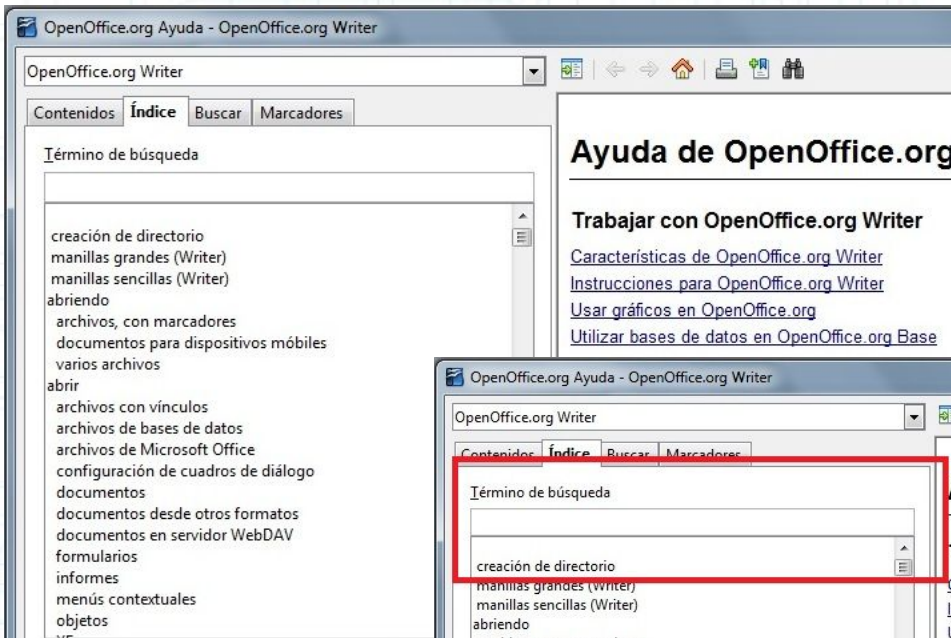 OpenOffice.org Ayuda - OpenOffice.org Writer
OpenOffice.org Writer
Contenidos Índice Buscar Marcadores
Término de búsqueda
creación de directorio
manillas grandes (Writer)
manillas sencillas (Writer)
abriendo
archivos, con marcadores
documentos para dispositivos móbiles
varios archivos
abrir
archivos con vínculos
archivos de bases de datos
archivos de Microsoft Office
configuración de cuadros de diálogo
documentos
documentos desde otros formatos
documentos en servidor WebDAV
formularios
informes
menús contextuales
objetos
Ayuda de OpenOffice.org
Trabajar con OpenOffice.org Writer
Características de OpenOffice.org Writer
Instrucciones para OpenOffice.org Writer
Usar gráficos en OpenOffice.org
Utilizar bases de datos en OpenOffice.org Base
OpenOffice.org Ayuda - OpenOffice.org Writer
OpenOffice.org Writer
Contenidos Índice Buscar Marcadores
Término de búsqueda
creación de directorio
manillas grandes (Writer)
manillas sencillas (Writer)
abriendo